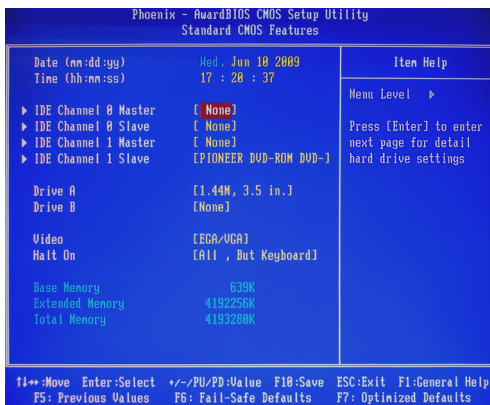 Phoenix - AwardBIOS CMOS Setup Utility
Standard CMOS Features
Date (mm:dd:yy) Wed, Jun 10 2009
Time (hh:mm:ss) 17 : 20 : 37
▶ IDE Channel 0 Master [ None]
▶ IDE Channel 0 Slave [ None]
▶ IDE Channel 1 Master [ None]
▶ IDE Channel 1 Slave [PIONEER DVD-ROM DVD-]
Drive A [1.44M, 3.5 in.]
Drive B [None]
Video [EGA/VGA]
Halt On [All , But Keyboard]
Base Memory 639K
Extended Memory 4192256K
Total Memory 4193280K
Item Help
Menu Level ▶
Press [Enter] to enter
next page for detail
hard drive settings
↑↓→←:Move Enter:Select +/-/PU/PD:Value F10:Save ESC:Exit F1:General Help
F5: Previous Values F6: Fail-Safe Defaults F7: Optimized Defaults